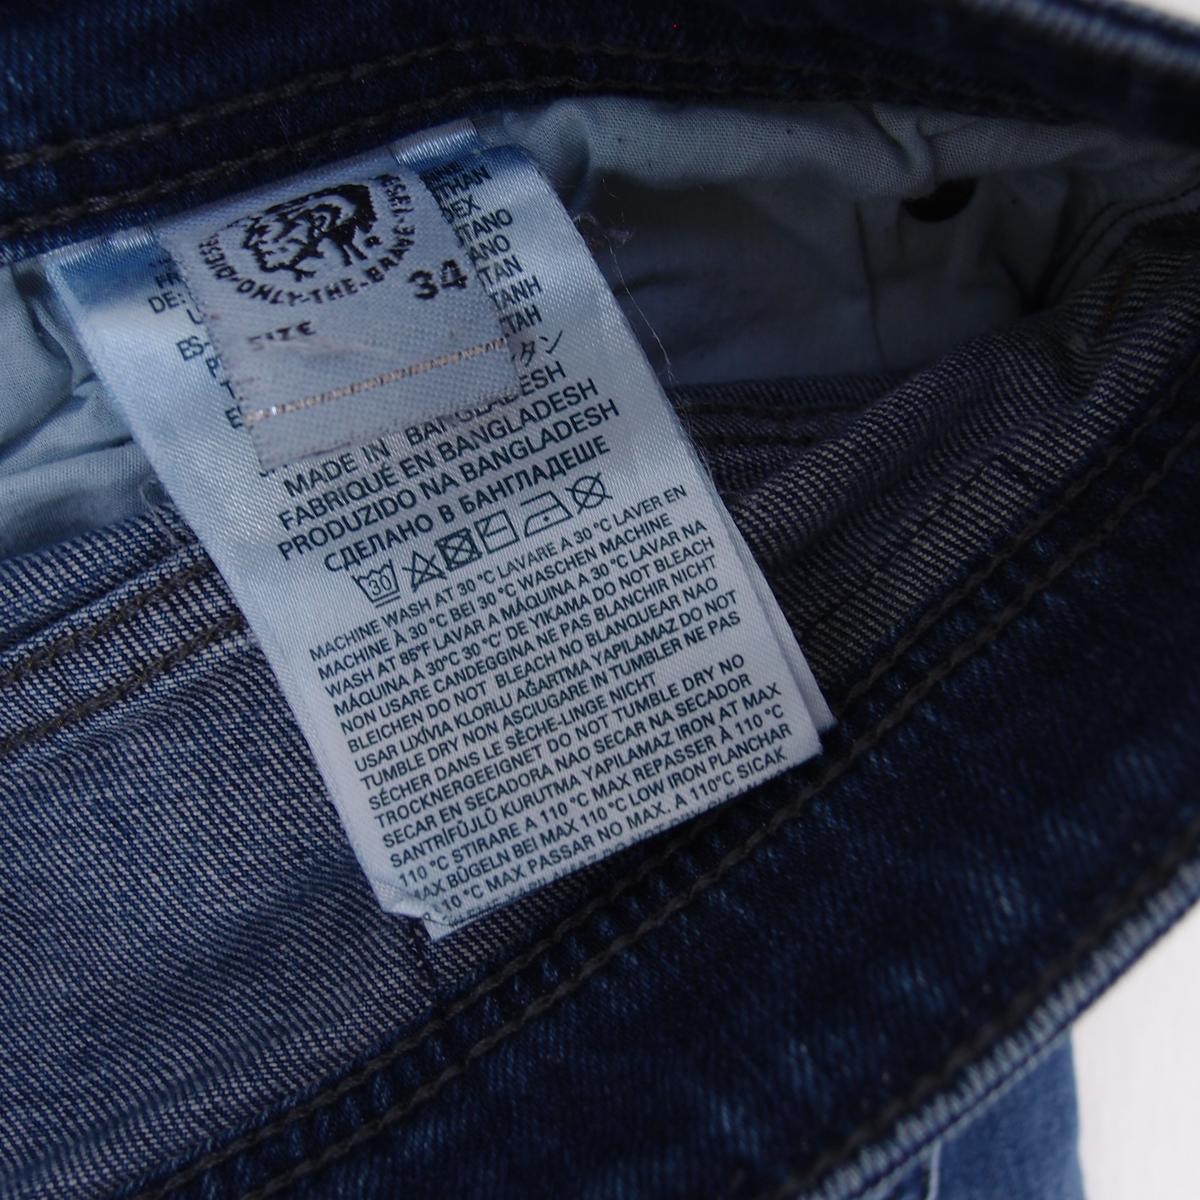 DIESEL•ONLY•THE•BRAVE
34
SIZE
MADE IN BANGLADESH
FABRIQUÉ EN BANGLADESH
PRODUZIDO NA BANGLADESH
СДЕЛАНО В БАНГЛАДЕШЕ
30
MACHINE WASH AT 30 °C LAVARE A 30 °C LAVER EN
MACHINE À 30 °C BEI 30 °C WASCHEN MACHINE
WASH AT 85°F LAVAR A MÁQUINA A 30 °C LAVAR NA
MÁQUINA A 30°C 30 °C' DE YIKAMA DO NOT BLEACH
NON USARE CANDEGGINA NE PAS BLANCHIR NICHT
BLEICHEN DO NOT BLEACH NO BLANQUEAR NÃO
USAR LIXÍVIA KLORLU AĞARTMA YAPILAMAZ DO NOT
TUMBLE DRY NON ASCIUGARE IN TUMBLER NE PAS
SÉCHER DANS LE SÈCHE-LINGE NICHT
TROCKNERGEEIGNET DO NOT TUMBLE DRY NO
SECAR EN SECADORA NÃO SECAR NA SECADOR
SANTRİFÜJLÜ KURUTMA YAPILAMAZ IRON AT MAX
110 °C STIRARE A 110 °C MAX REPASSER À 110 °C
MAX BÜGELN BEI MAX 110 °C LOW IRON PLANCHAR
10 °C MAX PASSAR NO MAX. A 110°C SICAK